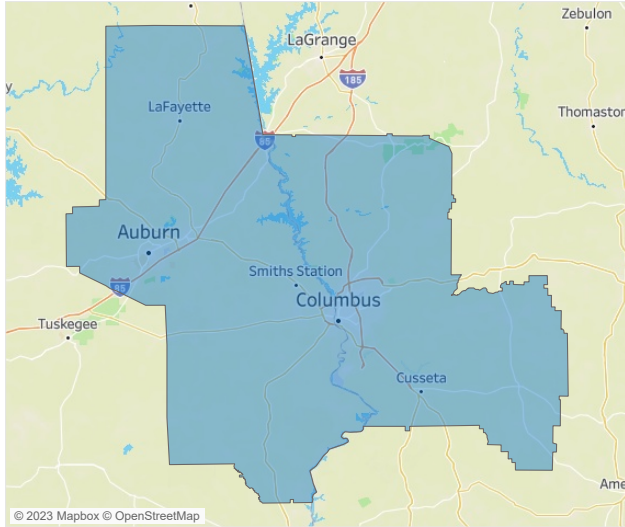 Zebulon
LaGrange
185
y
LaFayette
Thomaston
85
Auburn
Smiths Station
85
Columbus
Tuskegee
Cusseta
Ame
© 2023 Mapbox © OpenStreetMap